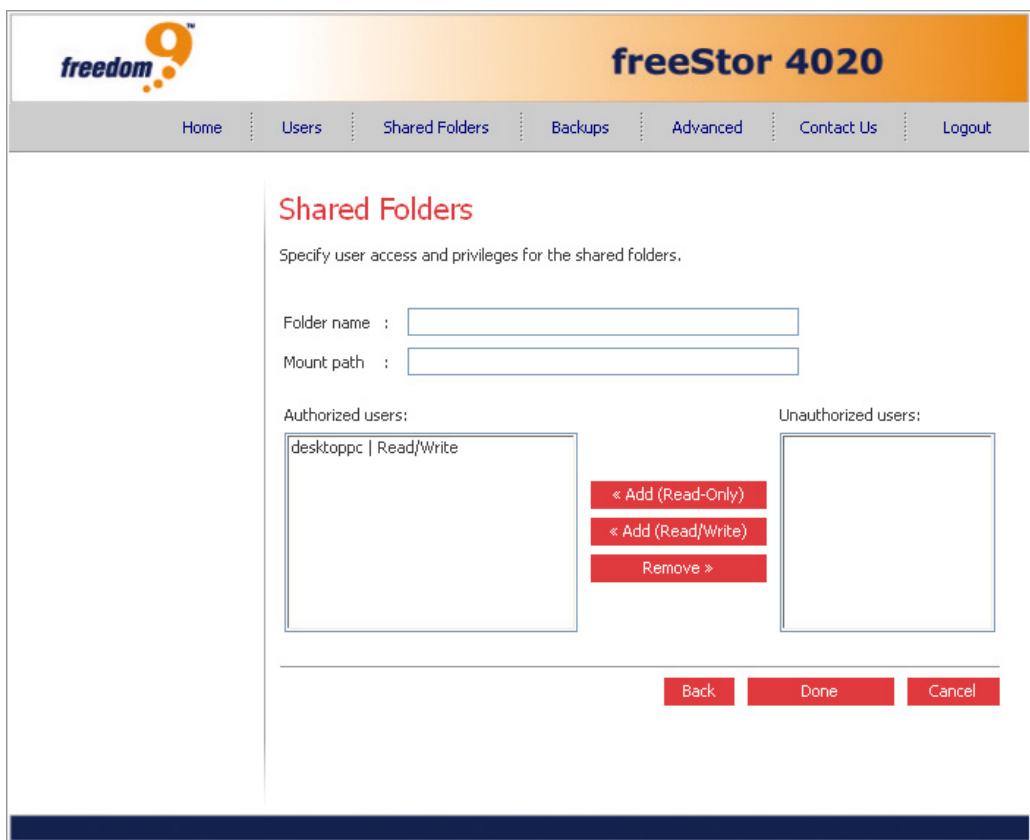 freedom9™
freeStor 4020
Home Users Shared Folders Backups Advanced Contact Us Logout
Shared Folders
Specify user access and privileges for the shared folders.
Folder name :
Mount path :
Authorized users: Unauthorized users:
desktoppc | Read/Write
« Add (Read-Only)
« Add (Read/Write)
Remove »
Back Done Cancel